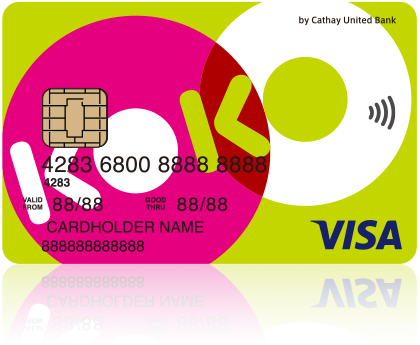 by Cathay United Bank
KOKO
4283 6800 8888 8888
4283
VALID FROM 88/88 GOOD THRU 88/88
CARDHOLDER NAME
888888888888
VISA